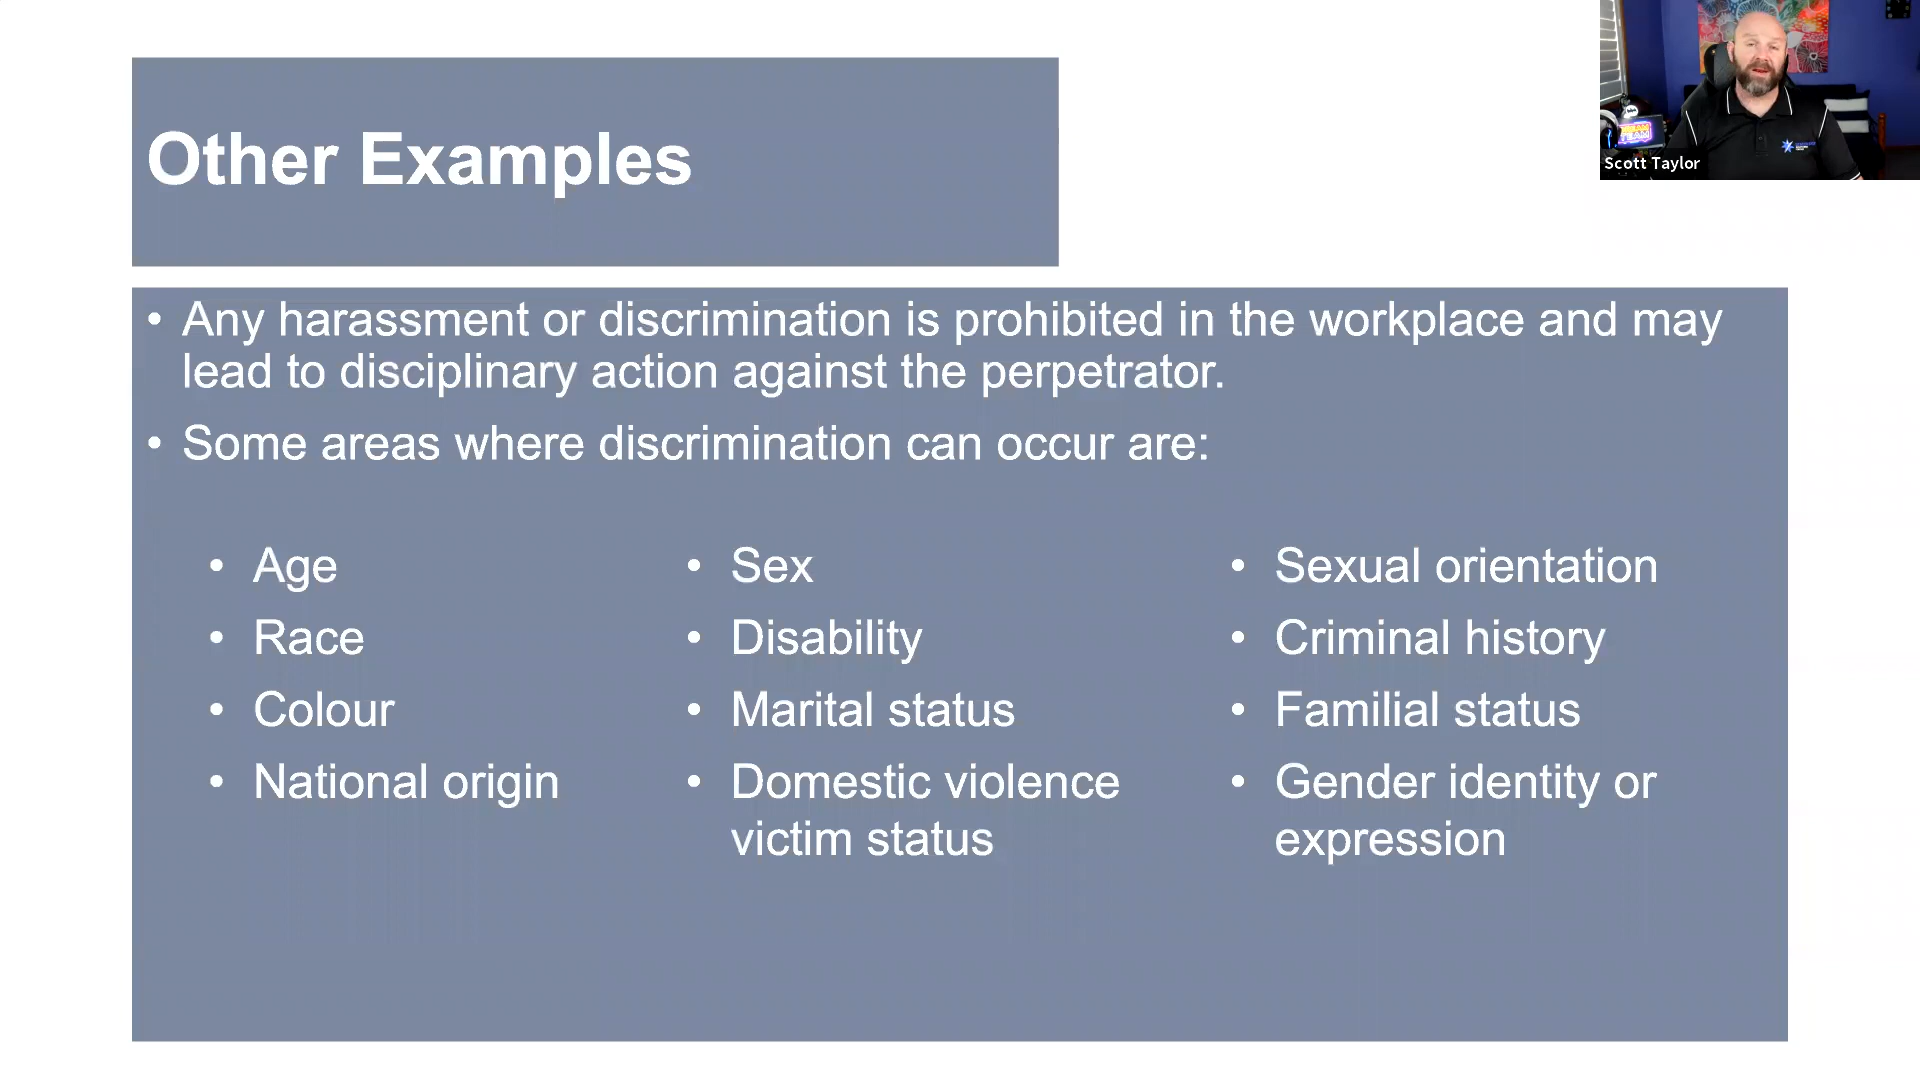 Other Examples
Scott Taylor
• Any harassment or discrimination is prohibited in the workplace and may
lead to disciplinary action against the perpetrator.
• Some areas where discrimination can occur are:
• Age
• Race
• Colour
• National origin
• Sex
• Disability
• Marital status
• Domestic violence
victim status
• Sexual orientation
• Criminal history
• Familial status
• Gender identity or
expression